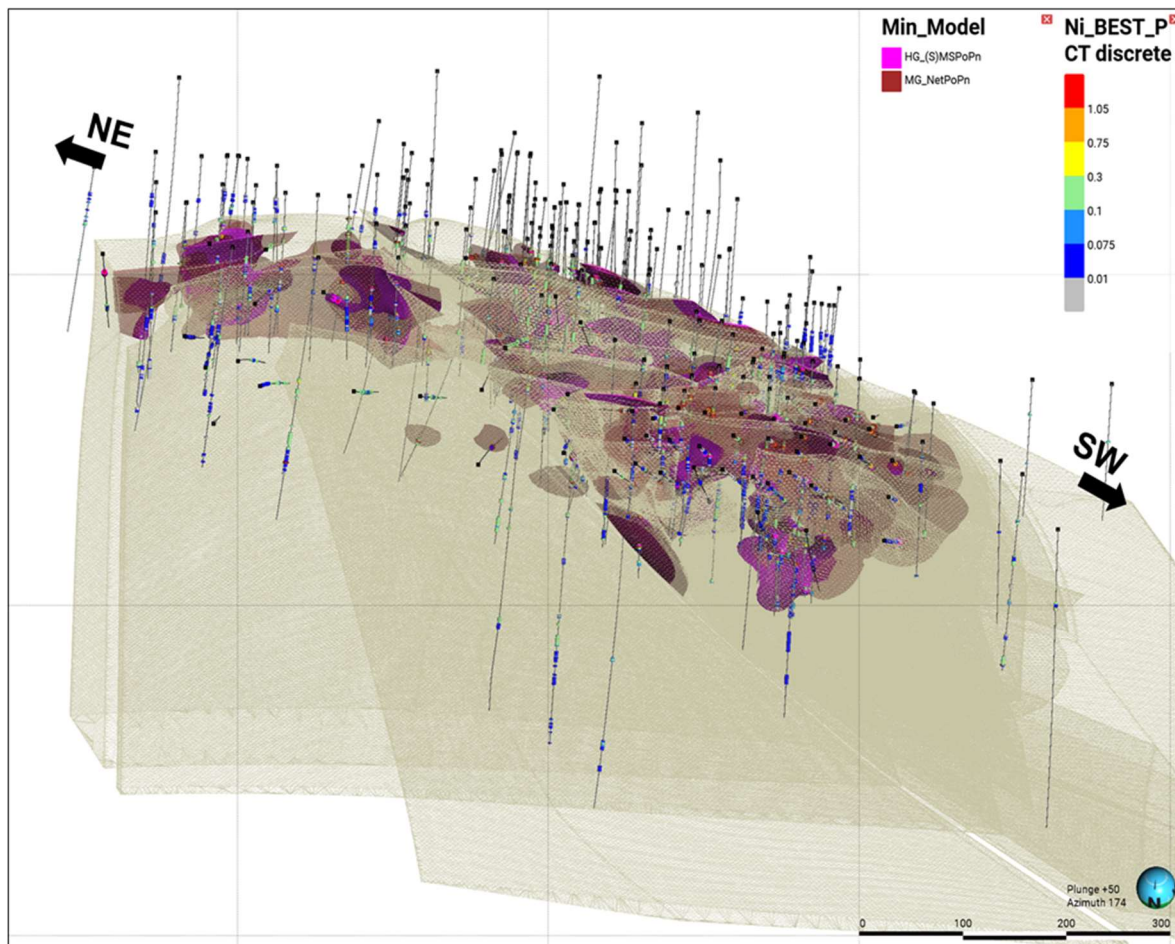 Min_Model
HG_(S)MSPoPn
MG_NetPoPn
Ni_BEST_P
CT discrete
1.05
0.75
0.3
0.1
0.075
0.01
NE
SW
Plunge +50
Azimuth 174
N
0 100 200 300